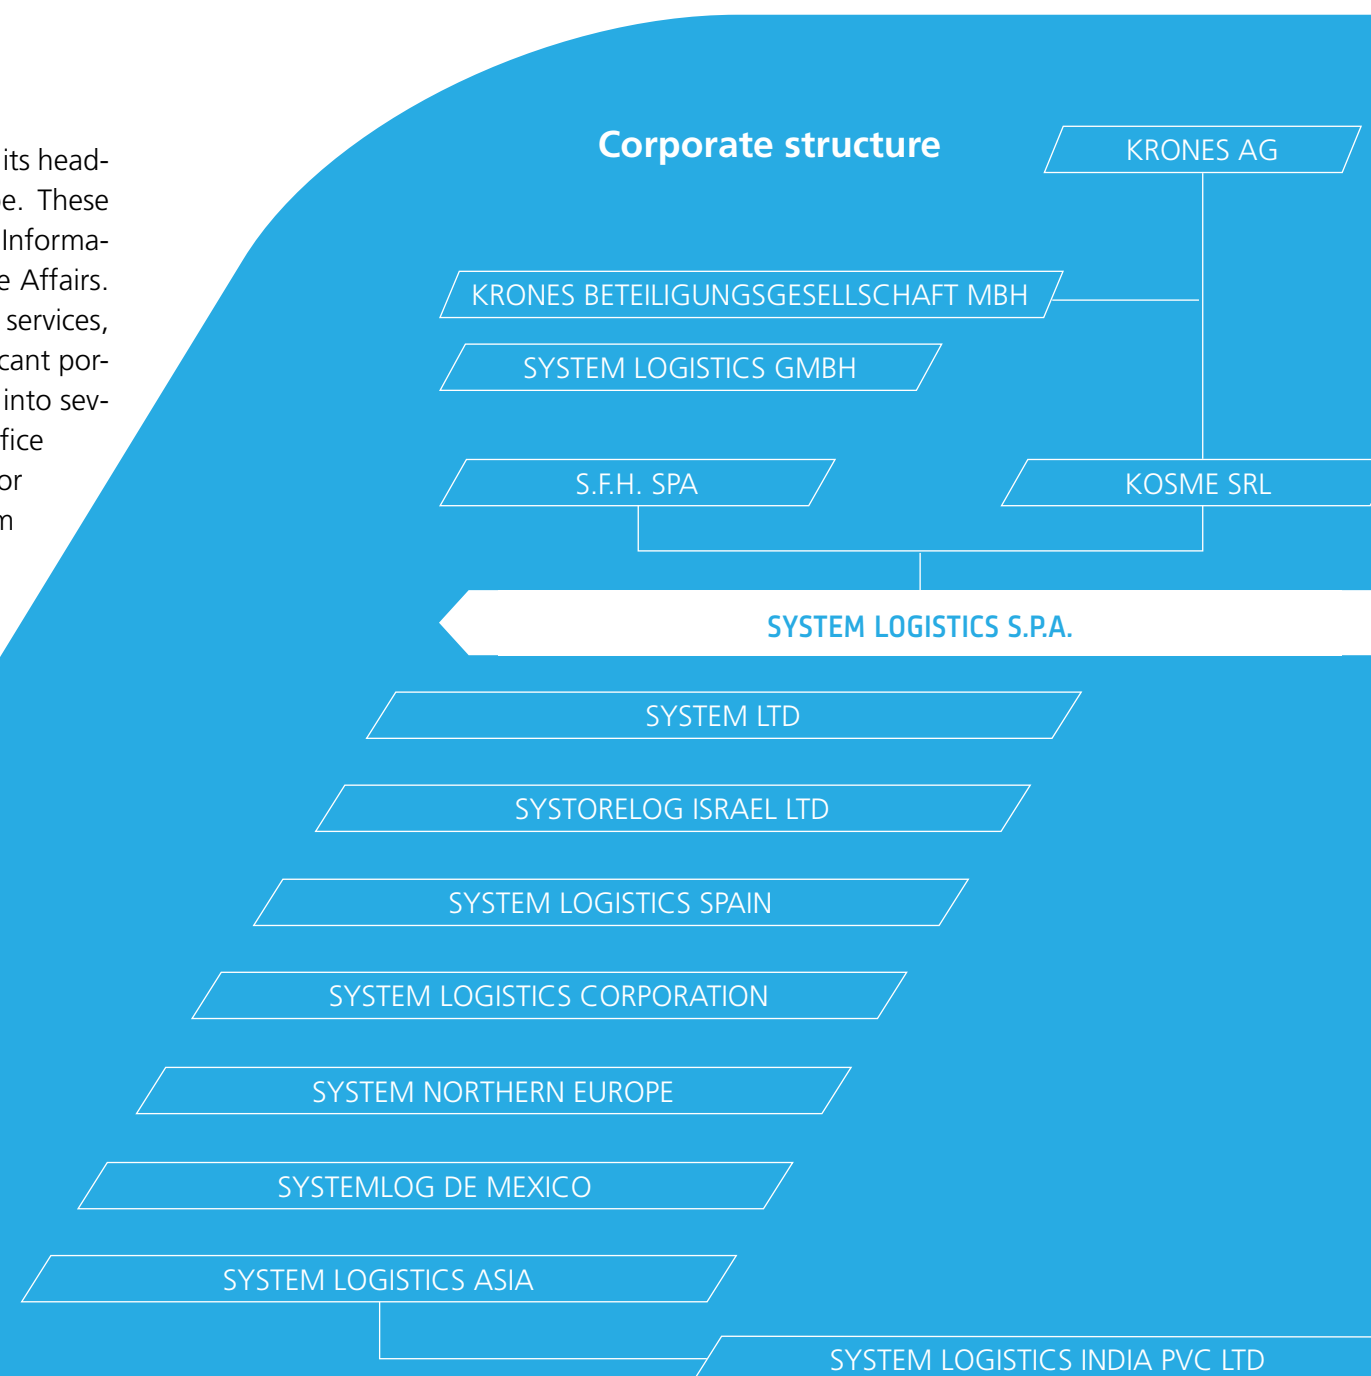 its head-
e. These
Informa-
e Affairs.
services,
cant por-
into sev-
fice
or
Corporate structure
KRONES AG
KRONES BETEILIGUNGSGESELLSCHAFT MBH
SYSTEM LOGISTICS GMBH
S.F.H. SPA
KOSME SRL
SYSTEM LOGISTICS S.P.A.
SYSTEM LTD
SYSTORELOG ISRAEL LTD
SYSTEM LOGISTICS SPAIN
SYSTEM LOGISTICS CORPORATION
SYSTEM NORTHERN EUROPE
SYSTEMLOG DE MEXICO
SYSTEM LOGISTICS ASIA
SYSTEM LOGISTICS INDIA PVC LTD